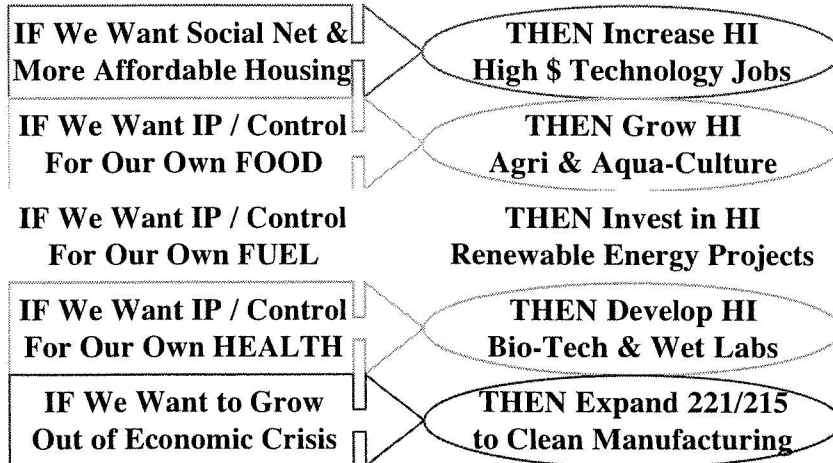 IF We Want Social Net &
More Affordable Housing
THEN Increase HI
High $ Technology Jobs
IF We Want IP / Control
For Our Own FOOD
THEN Grow HI
Agri & Aqua-Culture
IF We Want IP / Control
For Our Own FUEL
THEN Invest in HI
Renewable Energy Projects
IF We Want IP / Control
For Our Own HEALTH
THEN Develop HI
Bio-Tech & Wet Labs
IF We Want to Grow
Out of Economic Crisis
THEN Expand 221/215
to Clean Manufacturing